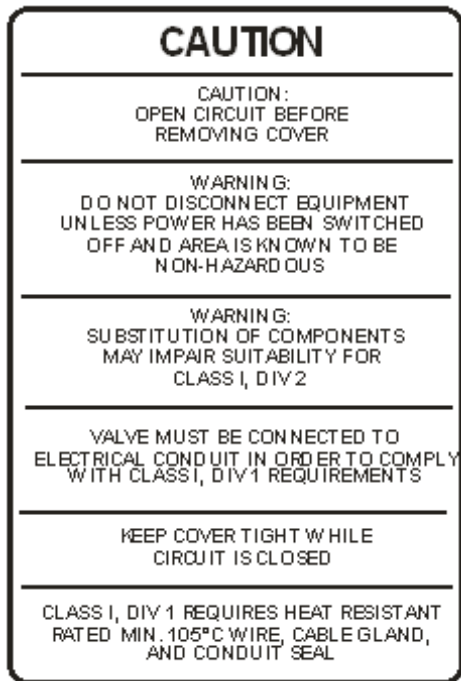 CAUTION
CAUTION:
OPEN CIRCUIT BEFORE
REMOVING COVER
WARNING:
DO NOT DISCONNECT EQUIPMENT
UNLESS POWER HAS BEEN SWITCHED
OFF AND AREA IS KNOWN TO BE
NON-HAZARDOUS
WARNING:
SUBSTITUTION OF COMPONENTS
MAY IMPAIR SUITABILITY FOR
CLASS I, DIV 2
VALVE MUST BE CONNECTED TO
ELECTRICAL CONDUIT IN ORDER TO COMPLY
WITH CLASS I, DIV 1 REQUIREMENTS
KEEP COVER TIGHT WHILE
CIRCUIT IS CLOSED
CLASS I, DIV 1 REQUIRES HEAT RESISTANT
RATED MIN. 105°C WIRE, CABLE GLAND,
AND CONDUIT SEAL